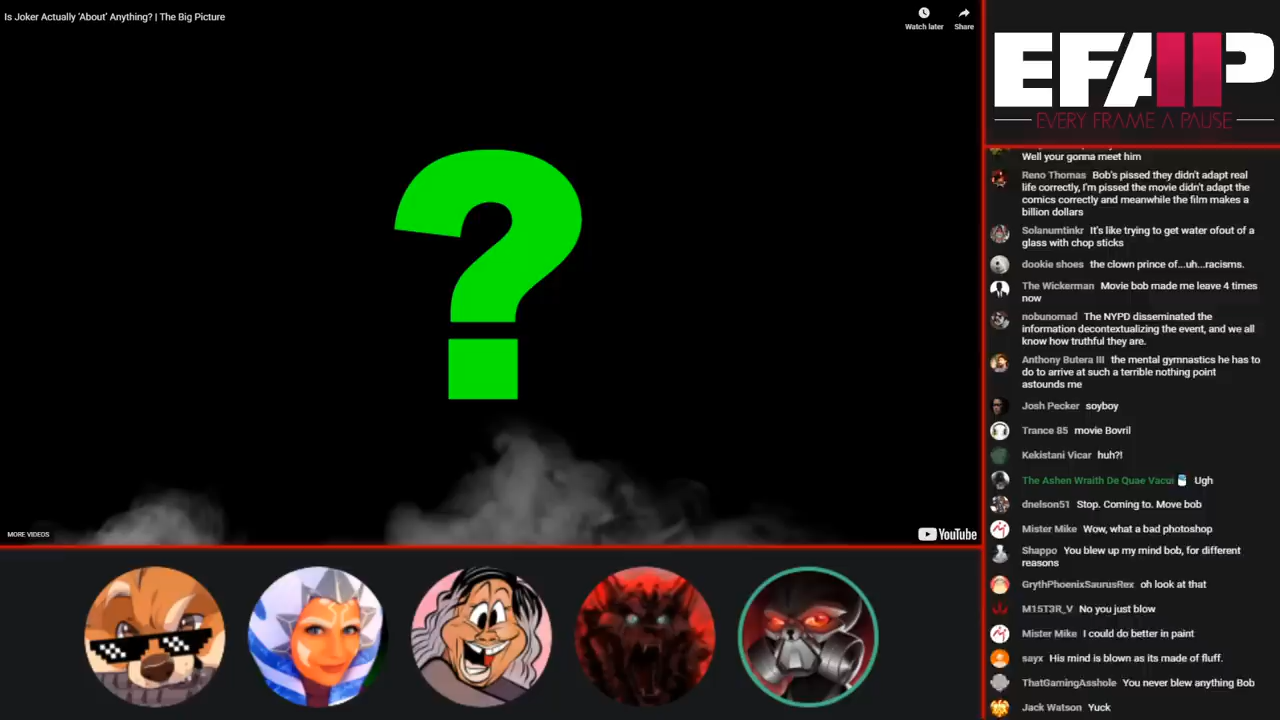 Is Joker Actually 'About' Anything? | The Big Picture
Watch later
Share
?
MORE VIDEOS
YouTube
EFAP
EVERY FRAME A PAUSE
Well your gonna meet him
Reno Thomas Bob's pissed they didn't adapt real
life correctly, I'm pissed the movie didn't adapt the
comics correctly and meanwhile the film makes a
billion dollars
Solanumtinkr It's like trying to get water ofout of a
glass with chop sticks
dookie shoes the clown prince of...uh...racisms.
The Wickerman Movie bob made me leave 4 times
now
nobunomad The NYPD disseminated the
information decontextualizing the event, and we all
know how truthful they are.
Anthony Butera III the mental gymnastics he has to
do to arrive at such a terrible nothing point
astounds me
Josh Pecker soyboy
Trance 85 movie Bovril
Kekistani Vicar huh?!
The Ashen Wraith De Quae Vacui Ugh
dnelson51 Stop. Coming to. Move bob
Mister Mike Wow, what a bad photoshop
Shappo You blew up my mind bob, for different
reasons
GrythPhoenixSaurusRex oh look at that
M15T3R_V No you just blow
Mister Mike I could do better in paint
sayx His mind is blown as its made of fluff.
ThatGamingAsshole You never blew anything Bob
Jack Watson Yuck